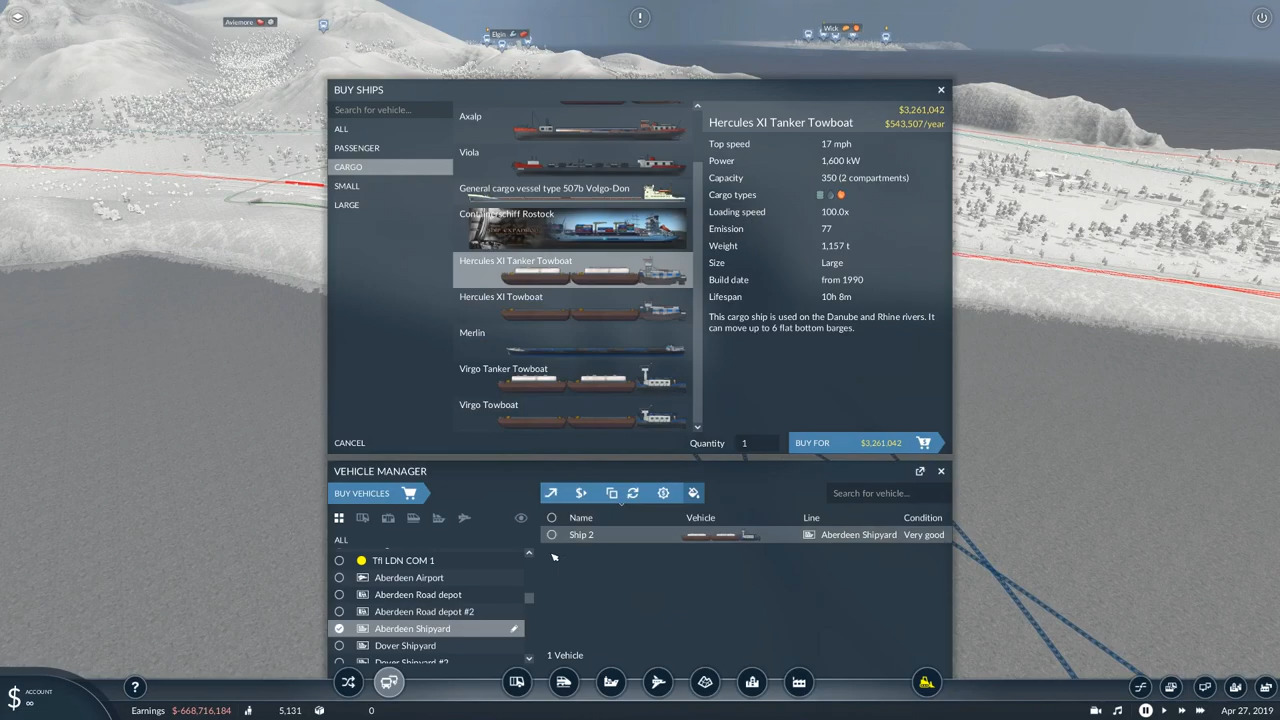 Aviemore
Elgin
Wick
BUY SHIPS
Search for vehicle...
ALL
PASSENGER
CARGO
SMALL
LARGE
Axalp
Viola
General cargo vessel type 507b Volgo-Don
Containerschiff Rostock
Hercules XI Tanker Towboat
Hercules XI Towboat
Merlin
Virgo Tanker Towboat
Virgo Towboat
$3,261,042
Hercules XI Tanker Towboat
$543,507/year
Top speed 17 mph
Power 1,600 kW
Capacity 350 (2 compartments)
Cargo types
Loading speed 100.0x
Emission 77
Weight 1,157 t
Size Large
Build date from 1990
Lifespan 10h 8m
This cargo ship is used on the Danube and Rhine rivers. It
can move up to 6 flat bottom barges.
CANCEL
Quantity 1
BUY FOR $3,261,042
VEHICLE MANAGER
BUY VEHICLES
Search for vehicle...
Name Vehicle Line Condition
Ship 2 Aberdeen Shipyard Very good
ALL
Tfl LDN COM 1
Aberdeen Airport
Aberdeen Road depot
Aberdeen Road depot #2
Aberdeen Shipyard
Dover Shipyard
Dover Shipyard #2
1 Vehicle
$ ACCOUNT
∞
?
Earnings $-668,716,184 5,131 0
Apr 27, 2019